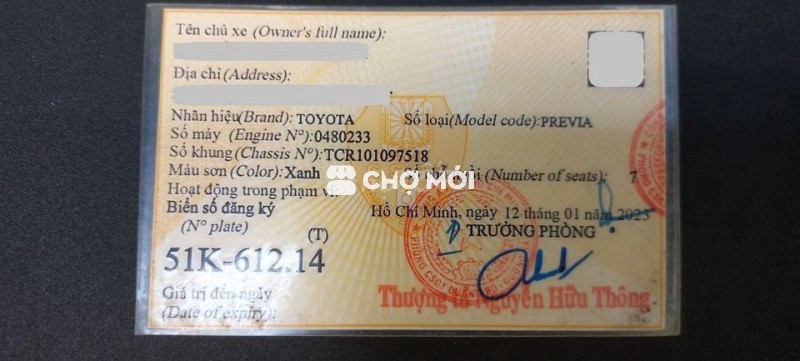 Tên chủ xe (Owner's full name):
Địa chỉ (Address):
Nhãn hiệu(Brand): TOYOTA Số loại(Model code):PREVIA
Số máy (Engine N°):0480233
Số khung (Chassis N°):TCR101097518
Màu sơn (Color): Xanh Số chỗ ngồi (Number of seats): 7
CHỢ MỚI
Hoạt động trong phạm vi:
Biển số đăng ký Hồ Chí Minh, ngày 12 tháng 01 năm 2023
(N° plate) (T) TRƯỞNG PHÒNG
51K-612.14
Giá trị đến ngày Thượng tá Nguyễn Hữu Thông
(Date of expiry):